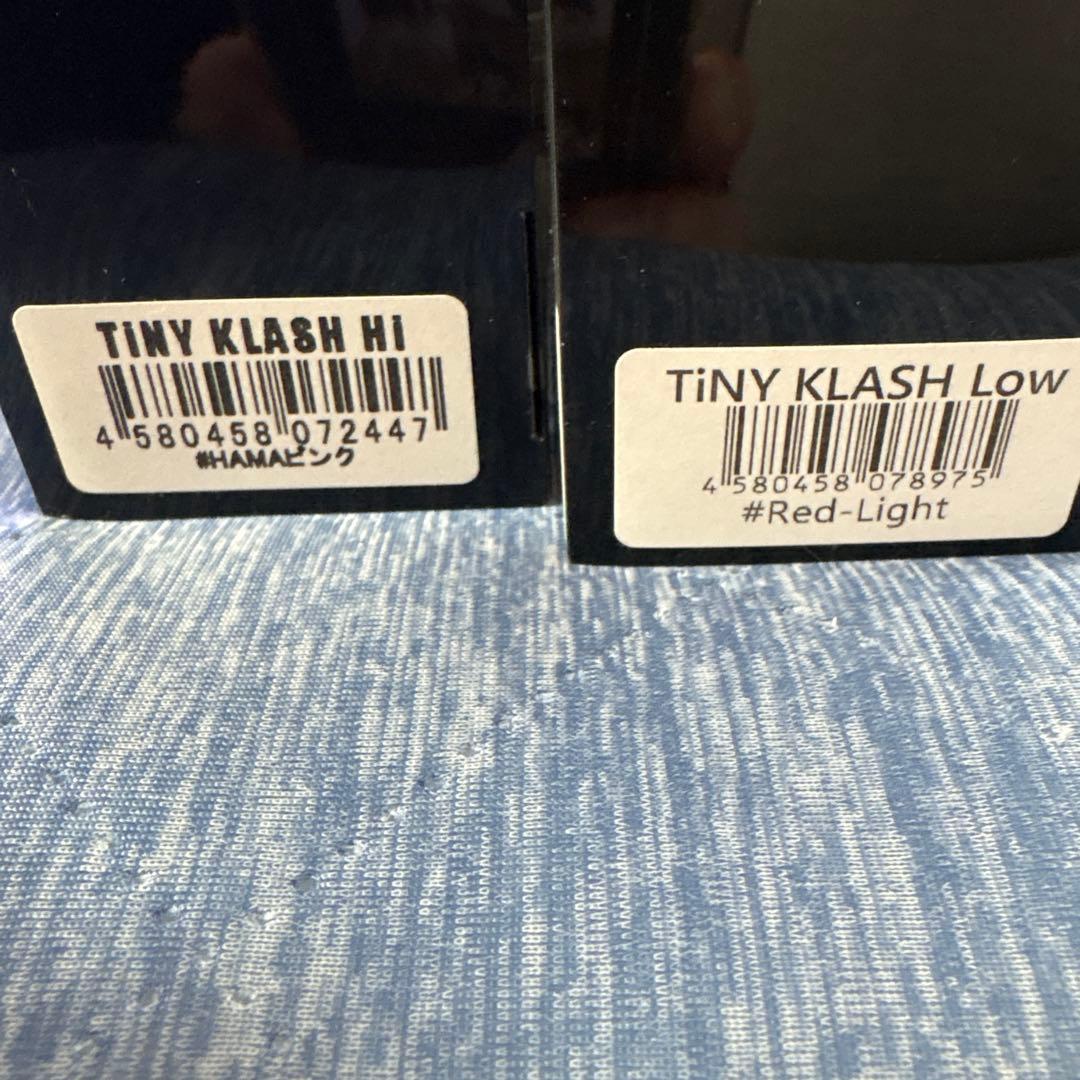 TiNY KLASH Hi
4 580458 072447
#HAMAピンク
TiNY KLASH Low
4 580458 078975
#Red-Light